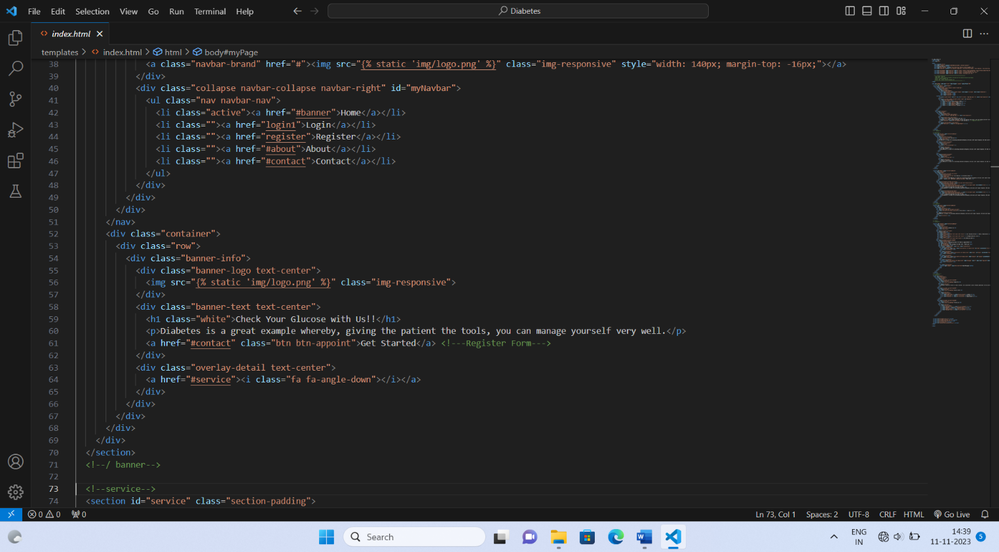 File Edit Selection View Go Run Terminal Help
Diabetes
index.html
templates > index.html > html > body#myPage
38 <a class="navbar-brand" href="#"><img src="{% static 'img/logo.png' %}" class="img-responsive" style="width: 140px; margin-top: -16px;"></a>
39 </div>
40 <div class="collapse navbar-collapse navbar-right" id="myNavbar">
41 <ul class="nav navbar-nav">
42 <li class="active"><a href="#banner">Home</a></li>
43 <li class=""><a href="login1">Login</a></li>
44 <li class=""><a href="register">Register</a></li>
45 <li class=""><a href="#about">About</a></li>
46 <li class=""><a href="#contact">Contact</a></li>
47 </ul>
48 </div>
49 </div>
50 </div>
51 </nav>
52 <div class="container">
53 <div class="row">
54 <div class="banner-info">
55 <div class="banner-logo text-center">
56 <img src="{% static 'img/logo.png' %}" class="img-responsive">
57 </div>
58 <div class="banner-text text-center">
59 <h1 class="white">Check Your Glucose with Us!!</h1>
60 <p>Diabetes is a great example whereby, giving the patient the tools, you can manage yourself very well.</p>
61 <a href="#contact" class="btn btn-appoint">Get Started</a> <!---Register Form--->
62 </div>
63 <div class="overlay-detail text-center">
64 <a href="#service"><i class="fa fa-angle-down"></i></a>
65 </div>
66 </div>
67 </div>
68 </div>
69 </div>
70 </section>
71 <!--/ banner-->
72
73 <!--service-->
74 <section id="service" class="section-padding">
0 0 0 Ln 73, Col 1 Spaces: 2 UTF-8 CRLF HTML Go Live
Search
ENG
IN
14:39
11-11-2023
5